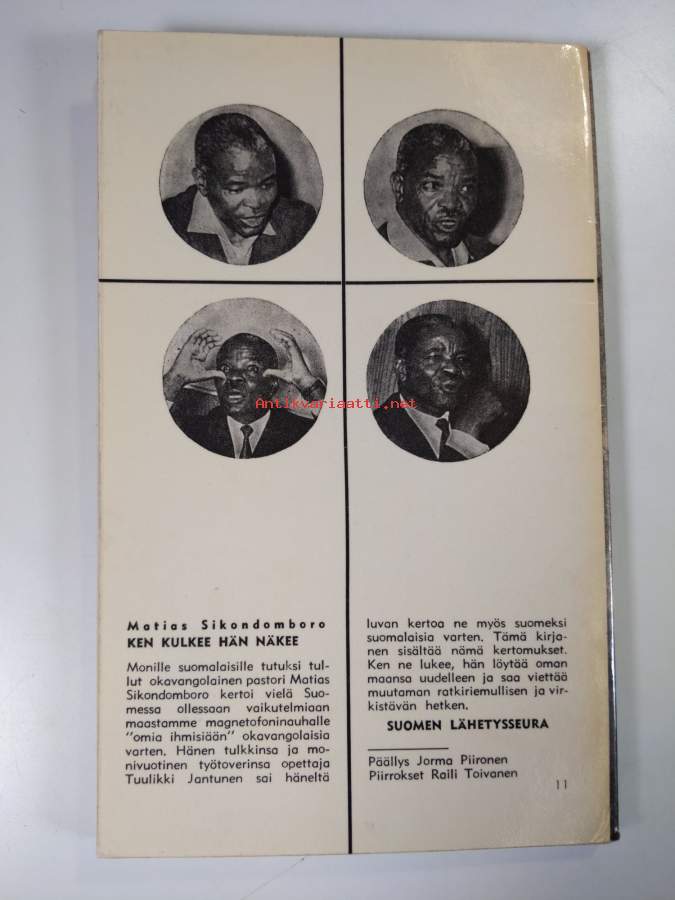 Antikvariaatti.net
Matias Sikondomboro
KEN KULKEE HÄN NÄKEE
Monille suomalaisille tutuksi tul-
lut okavangolainen pastori Matias
Sikondomboro kertoi vielä Suo-
messa ollessaan vaikutelmiaan
maastamme magnetofoninauhalle
"omia ihmisiään" okavangolaisia
varten. Hänen tulkkinsa ja mo-
nivuotinen työtoverinsa opettaja
Tuulikki Jantunen sai häneltä
luvan kertoa ne myös suomeksi
suomalaisia varten. Tämä kirja-
nen sisältää nämä kertomukset.
Ken ne lukee, hän löytää oman
maansa uudelleen ja saa viettää
muutaman ratkiriemullisen ja vir-
kistävän hetken.
SUOMEN LÄHETYSSEURA
Päällys Jorma Piironen
Piirrokset Raili Toivanen
11